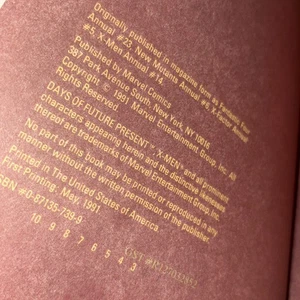 Originally published in magazine form as Fantastic Four
Annual #23, New Mutants Annual #6, X-Factor Annual
#5, X-Men Annual #14.
Published by Marvel Comics
387 Park Avenue South, New York, NY 10016
Copyright © 1991 Marvel Entertainment Group, Inc. All
Rights Reserved
DAYS OF FUTURE PRESENT™ X-MEN™ and all prominent
characters appearing herein and the distinctive likenesses
thereof are trademarks of Marvel Entertainment Group, Inc.
No part of this book may be printed or reproduced in any
manner without the written permission of the publisher.
Printed in The United States of America.
First Printing, May, 1991
ISBN #0-87135-739-9
10 9 8 7 6 5 4 3